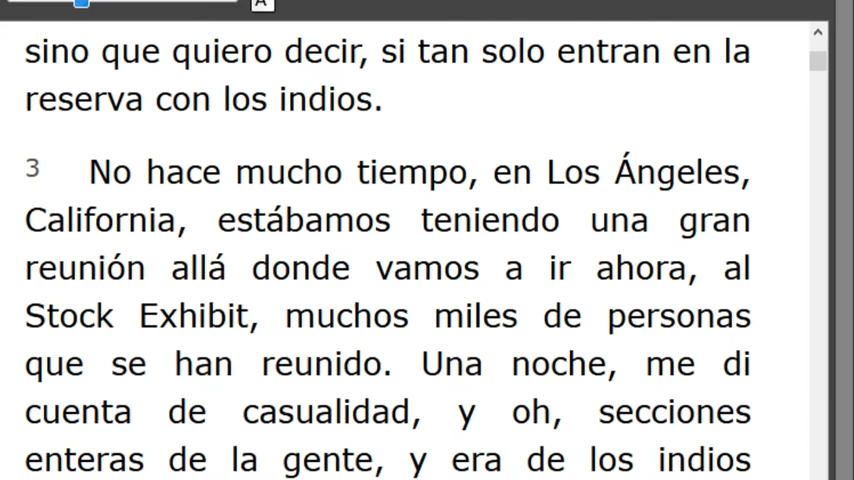 A
sino que quiero decir, si tan solo entran en la
reserva con los indios.
3 No hace mucho tiempo, en Los Ángeles,
California, estábamos teniendo una gran
reunión allá donde vamos a ir ahora, al
Stock Exhibit, muchos miles de personas
que se han reunido. Una noche, me di
cuenta de casualidad, y oh, secciones
enteras de la gente, y era de los indios